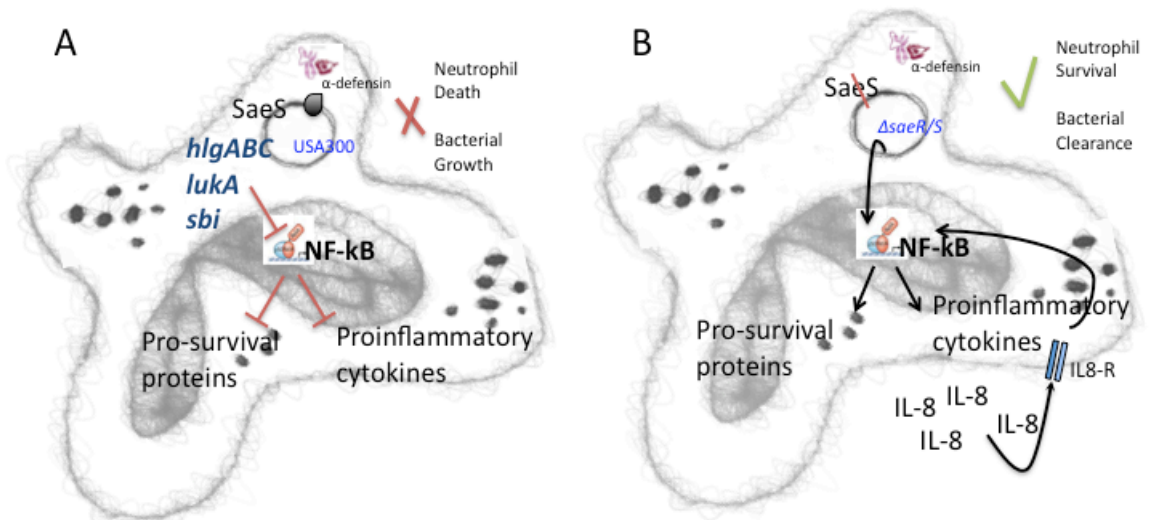 A
α-defensin
SaeS
USA300
hlgABC
lukA
sbi
NF-kB
Pro-survival
proteins
Proinflammatory
cytokines
Neutrophil
Death
Bacterial
Growth
B
α-defensin
SaeS
ΔsaeR/S
NF-kB
Pro-survival
proteins
Proinflammatory
cytokines
IL8-R
IL-8
IL-8
IL-8
IL-8
Neutrophil
Survival
Bacterial
Clearance